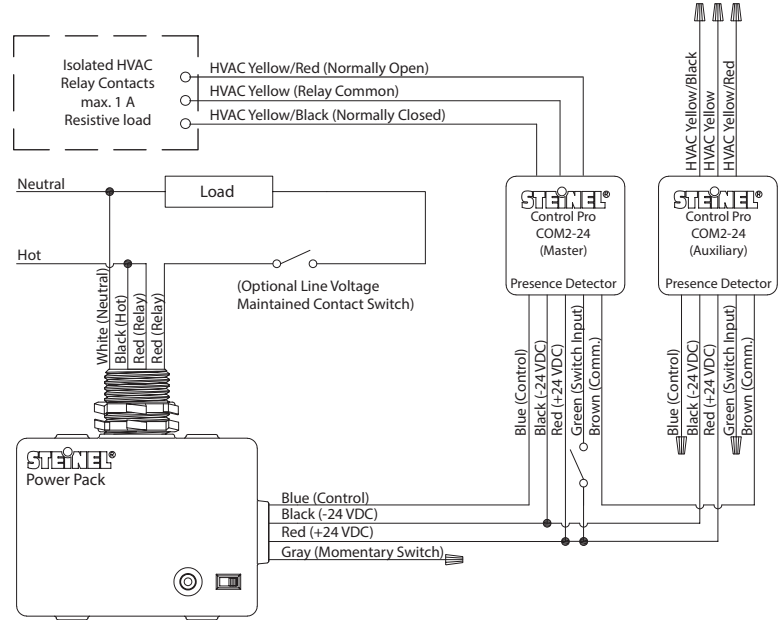 Isolated HVAC
Relay Contacts
max. 1 A
Resistive load
HVAC Yellow/Red (Normally Open)
HVAC Yellow (Relay Common)
HVAC Yellow/Black (Normally Closed)
HVAC Yellow/Black
HVAC Yellow
HVAC Yellow/Red
Neutral
Load
Hot
(Optional Line Voltage
Maintained Contact Switch)
STEINEL®
Control Pro
COM2-24
(Master)
Presence Detector
STEINEL®
Control Pro
COM2-24
(Auxiliary)
Presence Detector
White (Neutral)
Black (Hot)
Red (Relay)
Red (Relay)
Blue (Control)
Black (-24 VDC)
Red (+24 VDC)
Green (Switch Input)
Brown (Comm.)
Blue (Control)
Black (-24 VDC)
Red (+24 VDC)
Green (Switch Input)
Brown (Comm.)
STEINEL®
Power Pack
Blue (Control)
Black (-24 VDC)
Red (+24 VDC)
Gray (Momentary Switch)